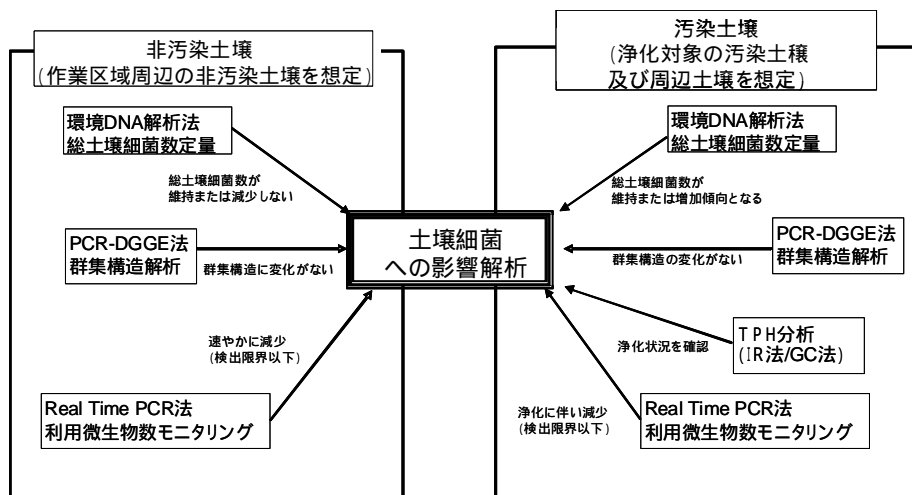 非汚染土壌
(作業区域周辺の非汚染土壌を想定)
環境DNA解析法
総土壌細菌数定量
総土壌細菌数が
維持または減少しない
PCR-DGGE法
群集構造解析
群集構造に変化がない
速やかに減少
(検出限界以下)
Real Time PCR法
利用微生物数モニタリング
土壌細菌
への影響解析
汚染土壌
(浄化対象の汚染土穣
及び周辺土壌を想定)
環境DNA解析法
総土壌細菌数定量
総土壌細菌数が
維持または増加傾向となる
PCR-DGGE法
群集構造解析
群集構造の変化がない
TPH分析
(IR法/GC法)
浄化状況を確認
浄化に伴い減少
(検出限界以下)
Real Time PCR法
利用微生物数モニタリング